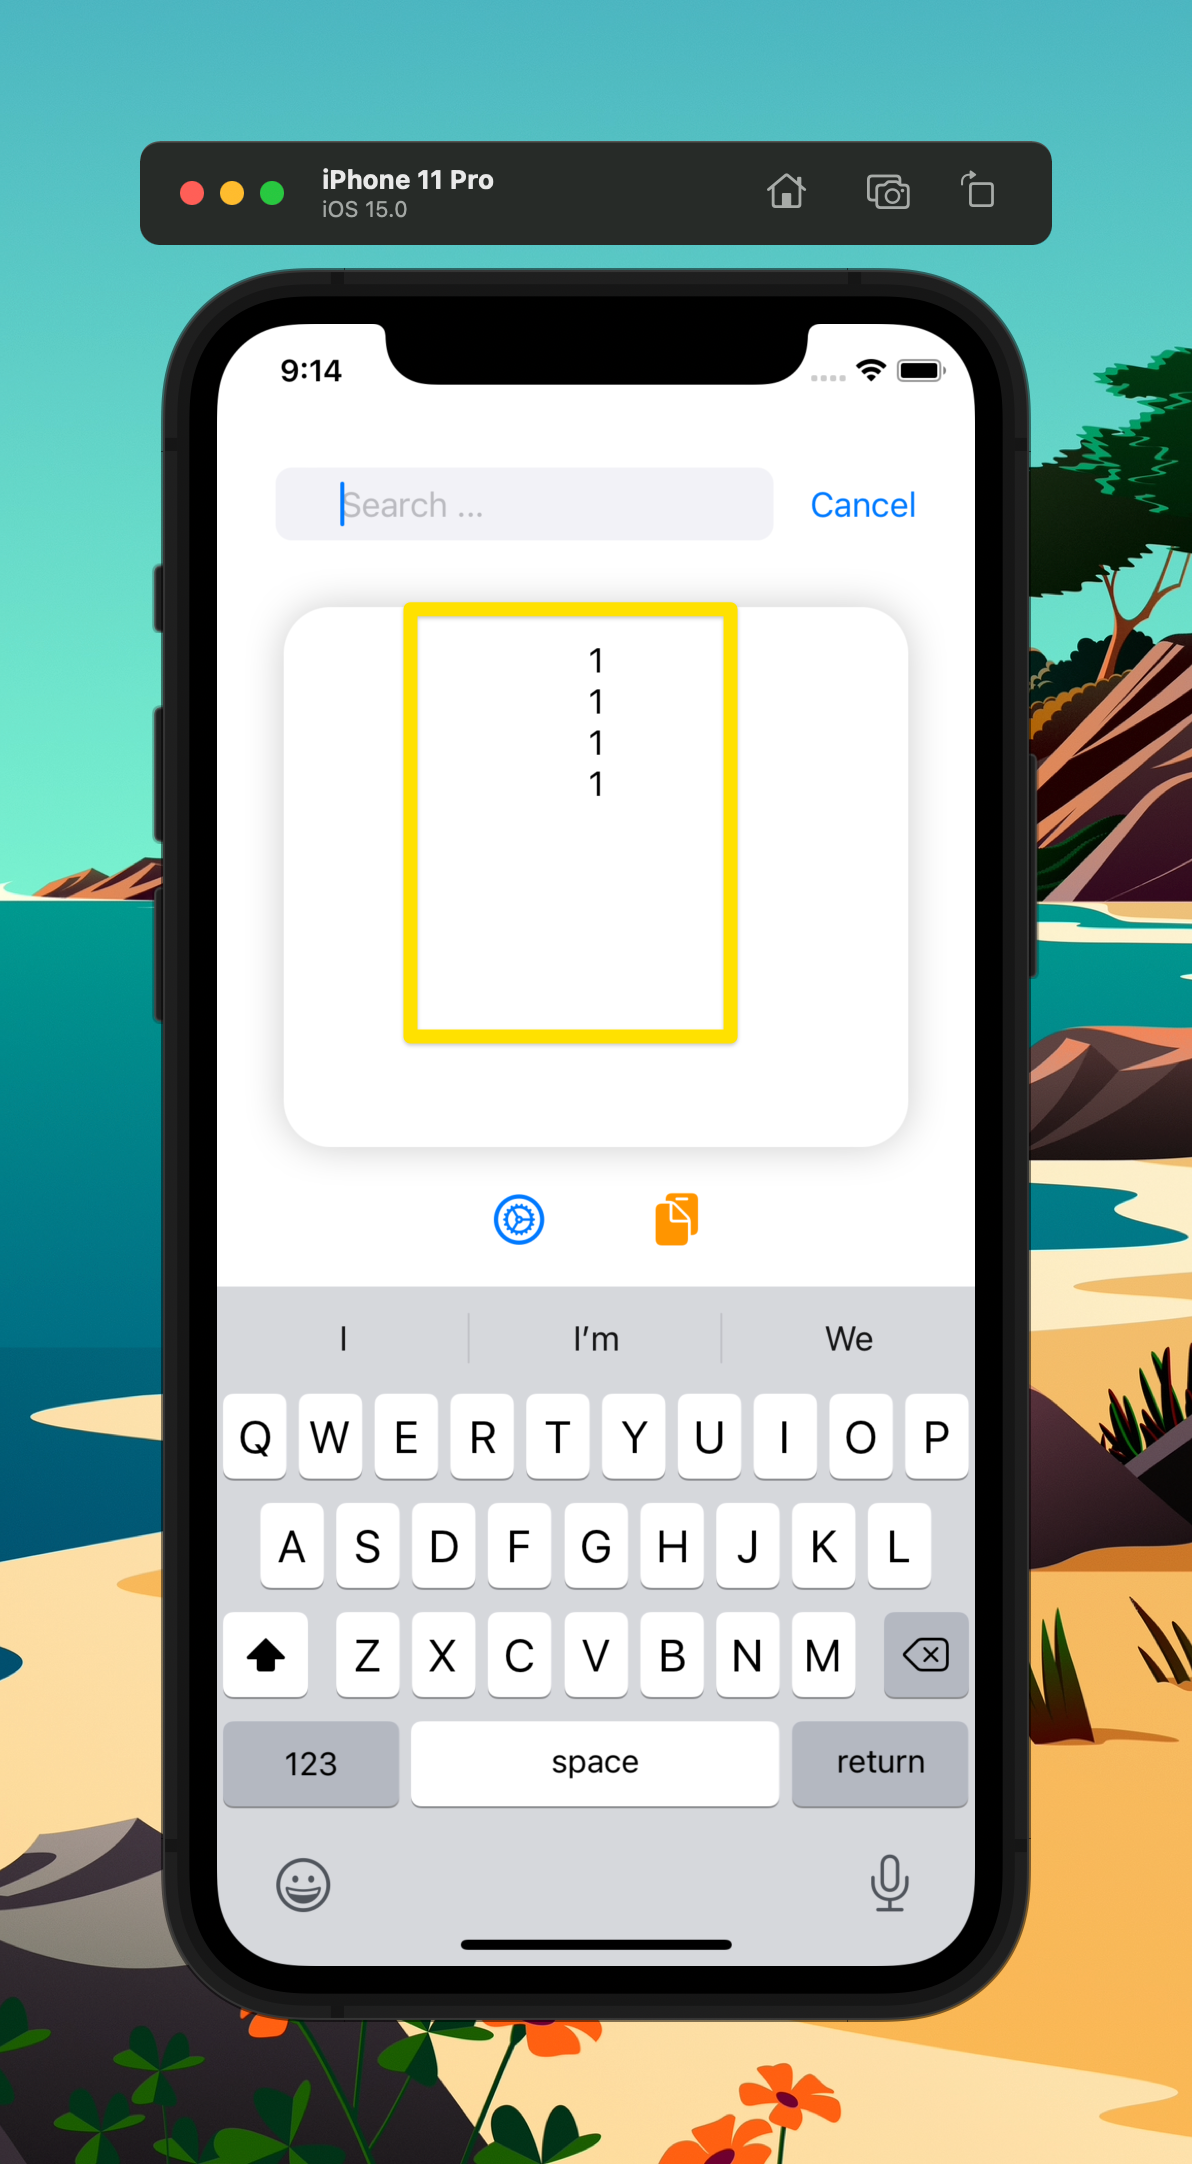 iPhone 11 Pro
iOS 15.0
9:14
Search ...
Cancel
1
1
1
1
I
I’m
We
Q W E R T Y U I O P
A S D F G H J K L
Z X C V B N M
123
space
return